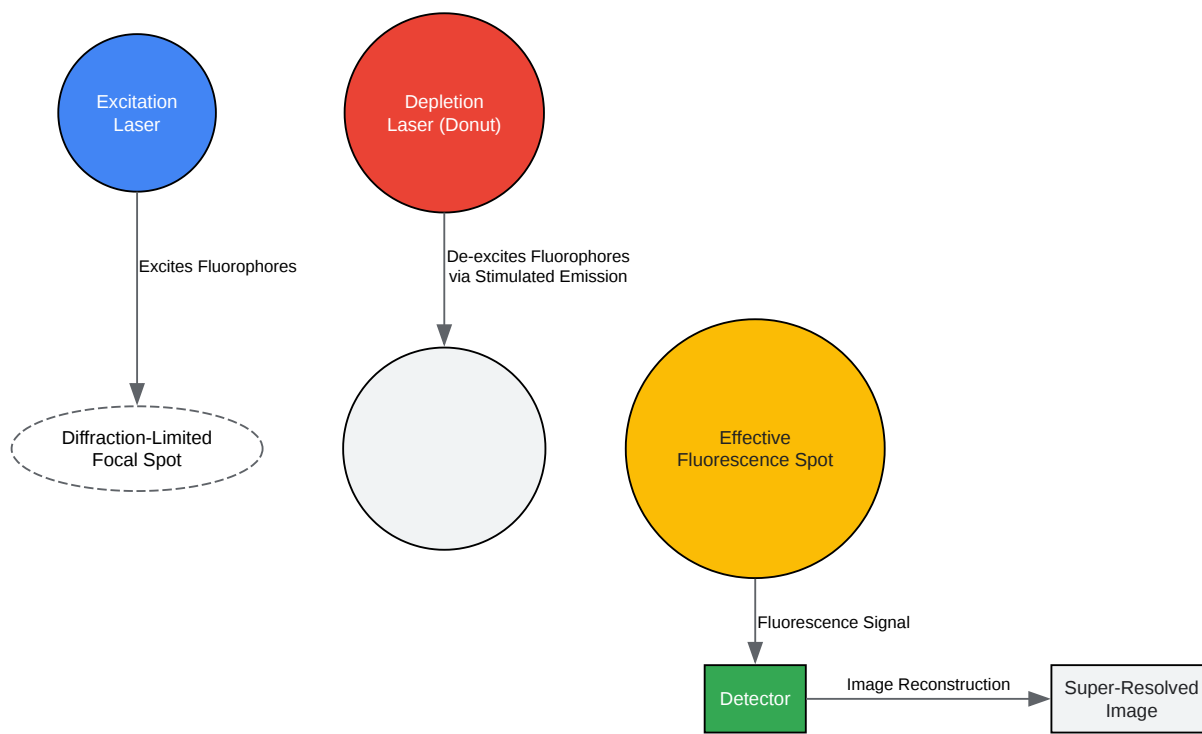 Excitation
Laser
Depletion
Laser (Donut)
Excites Fluorophores
De-excites Fluorophores
via Stimulated Emission
Diffraction-Limited
Focal Spot
Effective
Fluorescence Spot
Fluorescence Signal
Detector
Image Reconstruction
Super-Resolved
Image